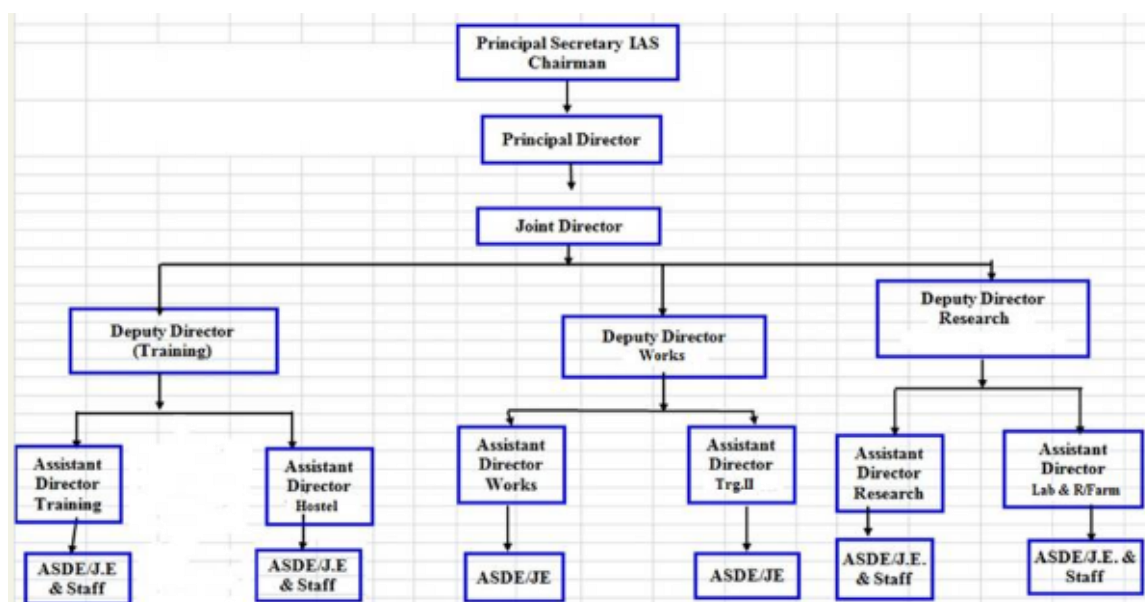 Principal Secretary IAS
Chairman
Principal Director
Joint Director
Deputy Director
(Training)
Deputy Director
Works
Deputy Director
Research
Assistant
Director
Training
Assistant
Director
Hostel
Assistant
Director
Works
Assistant
Director
Trg.II
Assistant
Director
Research
Assistant
Director
Lab & R/Farm
ASDE/J.E
& Staff
ASDE/J.E
& Staff
ASDE/JE
ASDE/JE
ASDE/J.E.
& Staff
ASDE/J.E. &
Staff